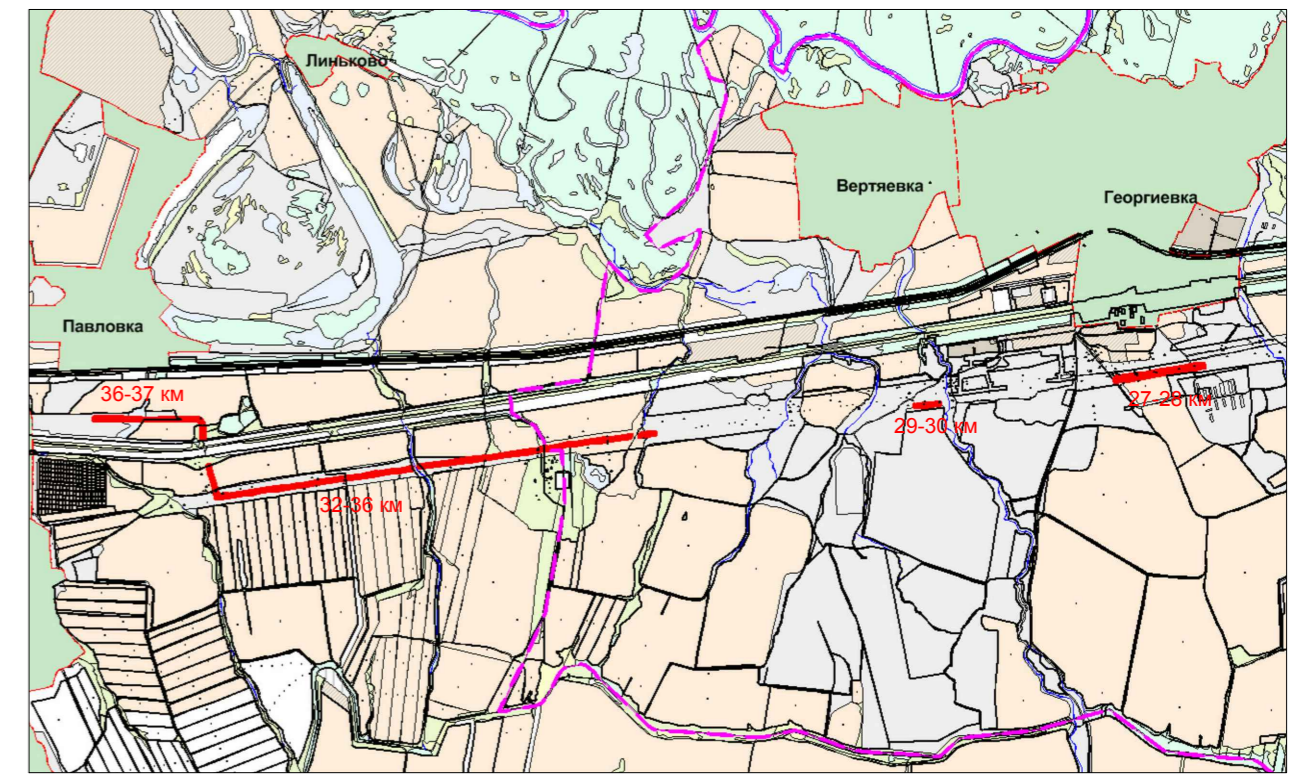 Линьково
Вертяевка
Георгиевка
Павловка
36-37 км
27-28 км
29-30 км
32-36 км